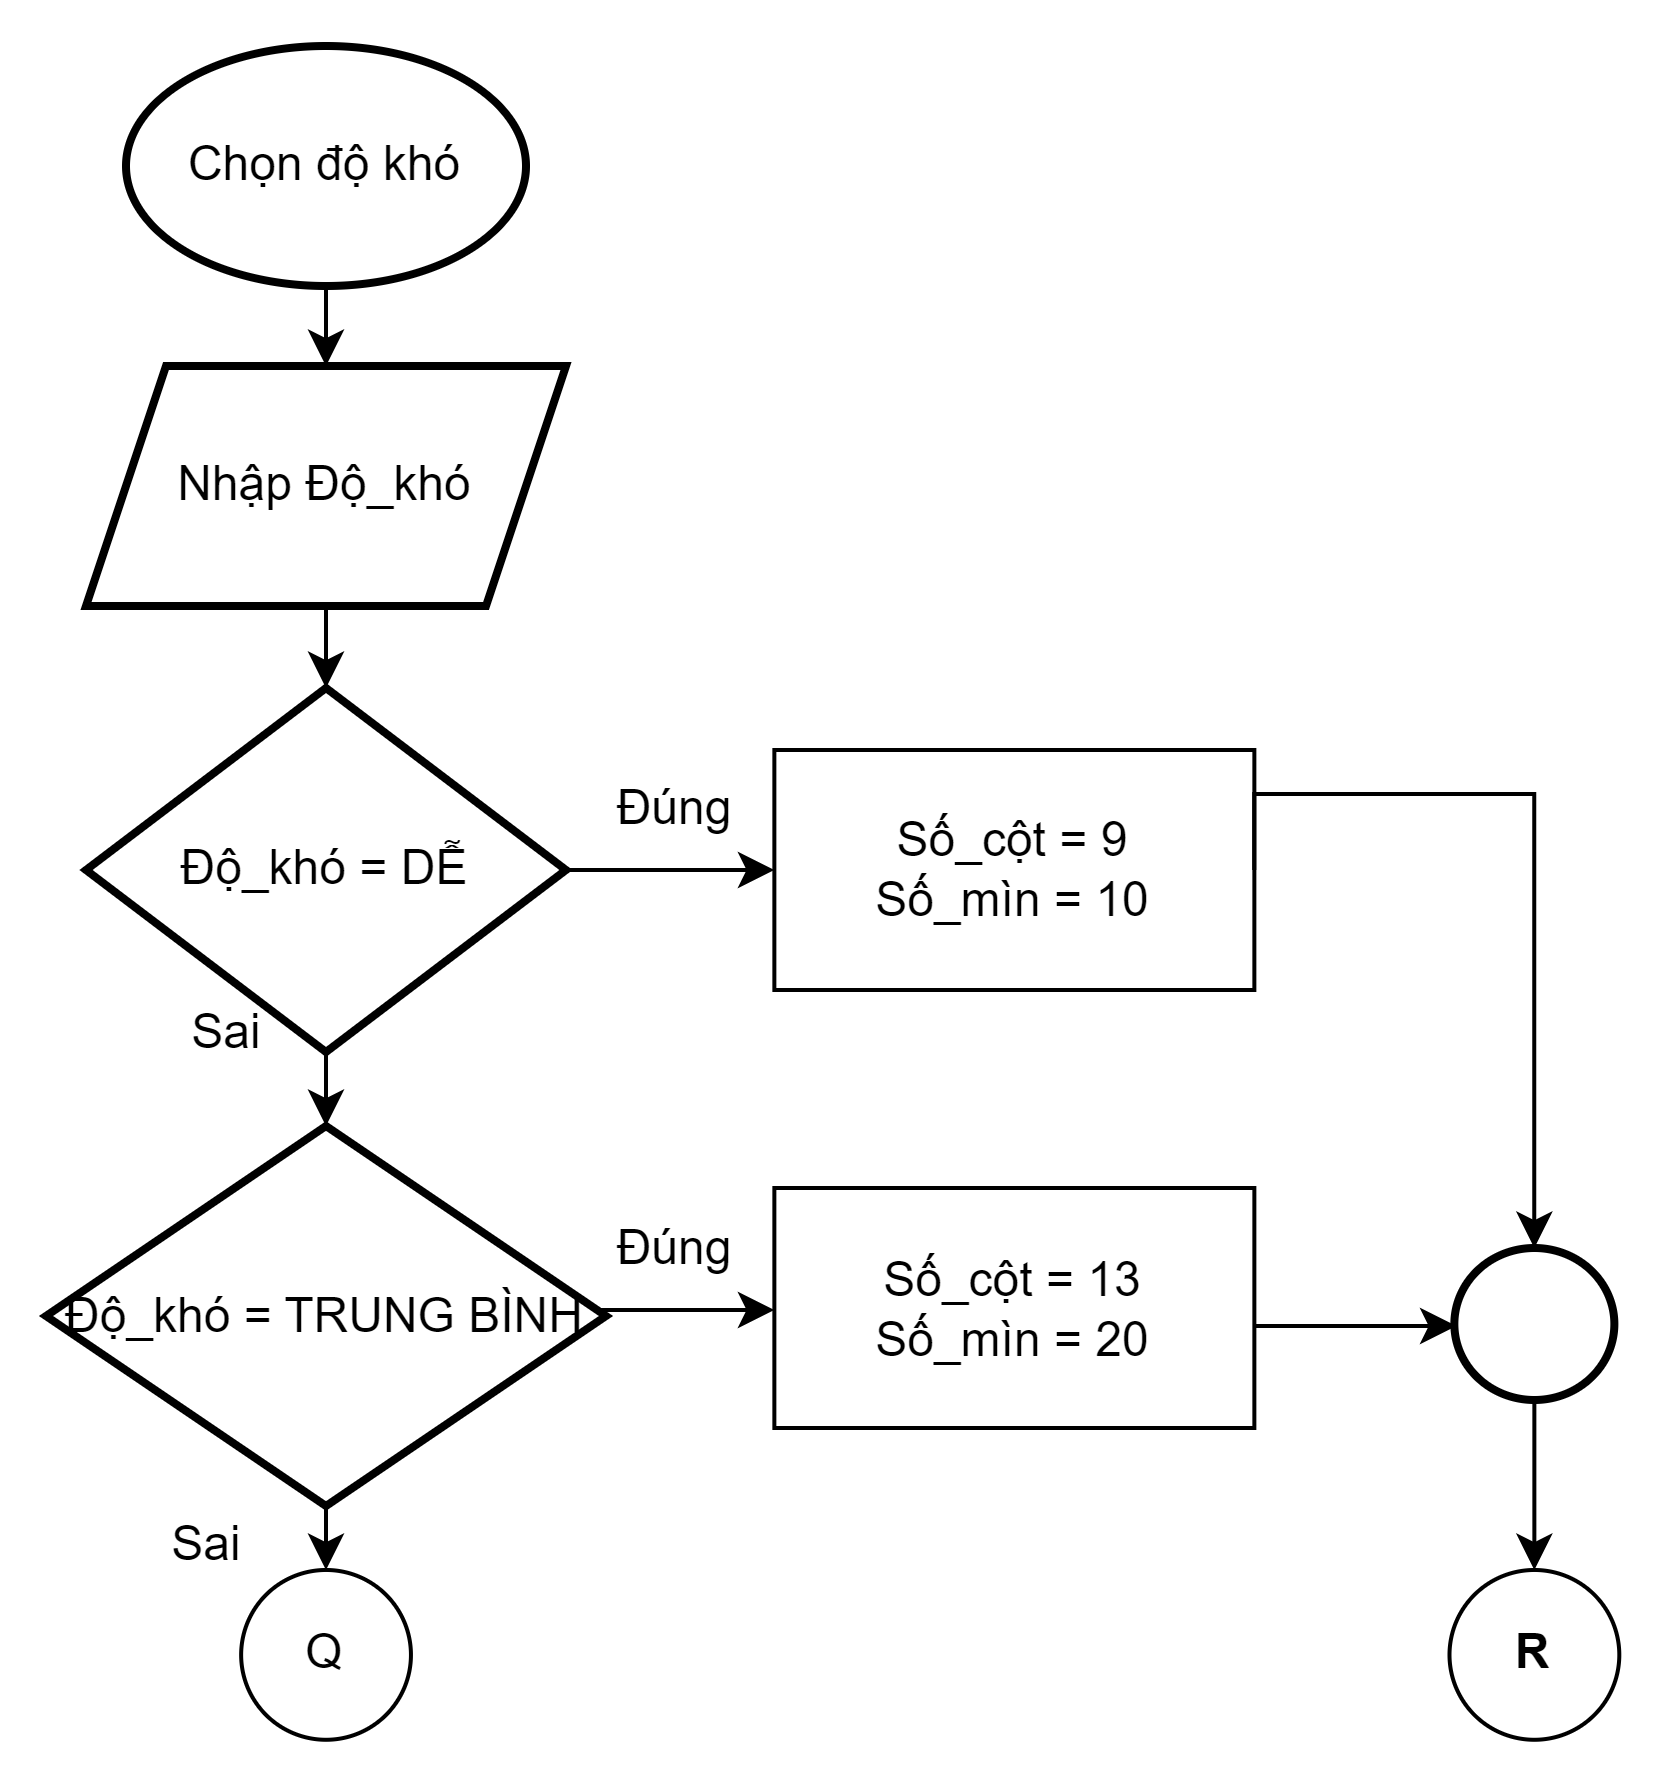 Chọn độ khó
Nhập Độ_khó
Độ_khó = DỄ
Đúng
Số_cột = 9
Số_mìn = 10
Sai
Độ_khó = TRUNG BÌNH
Đúng
Số_cột = 13
Số_mìn = 20
Sai
Q
R